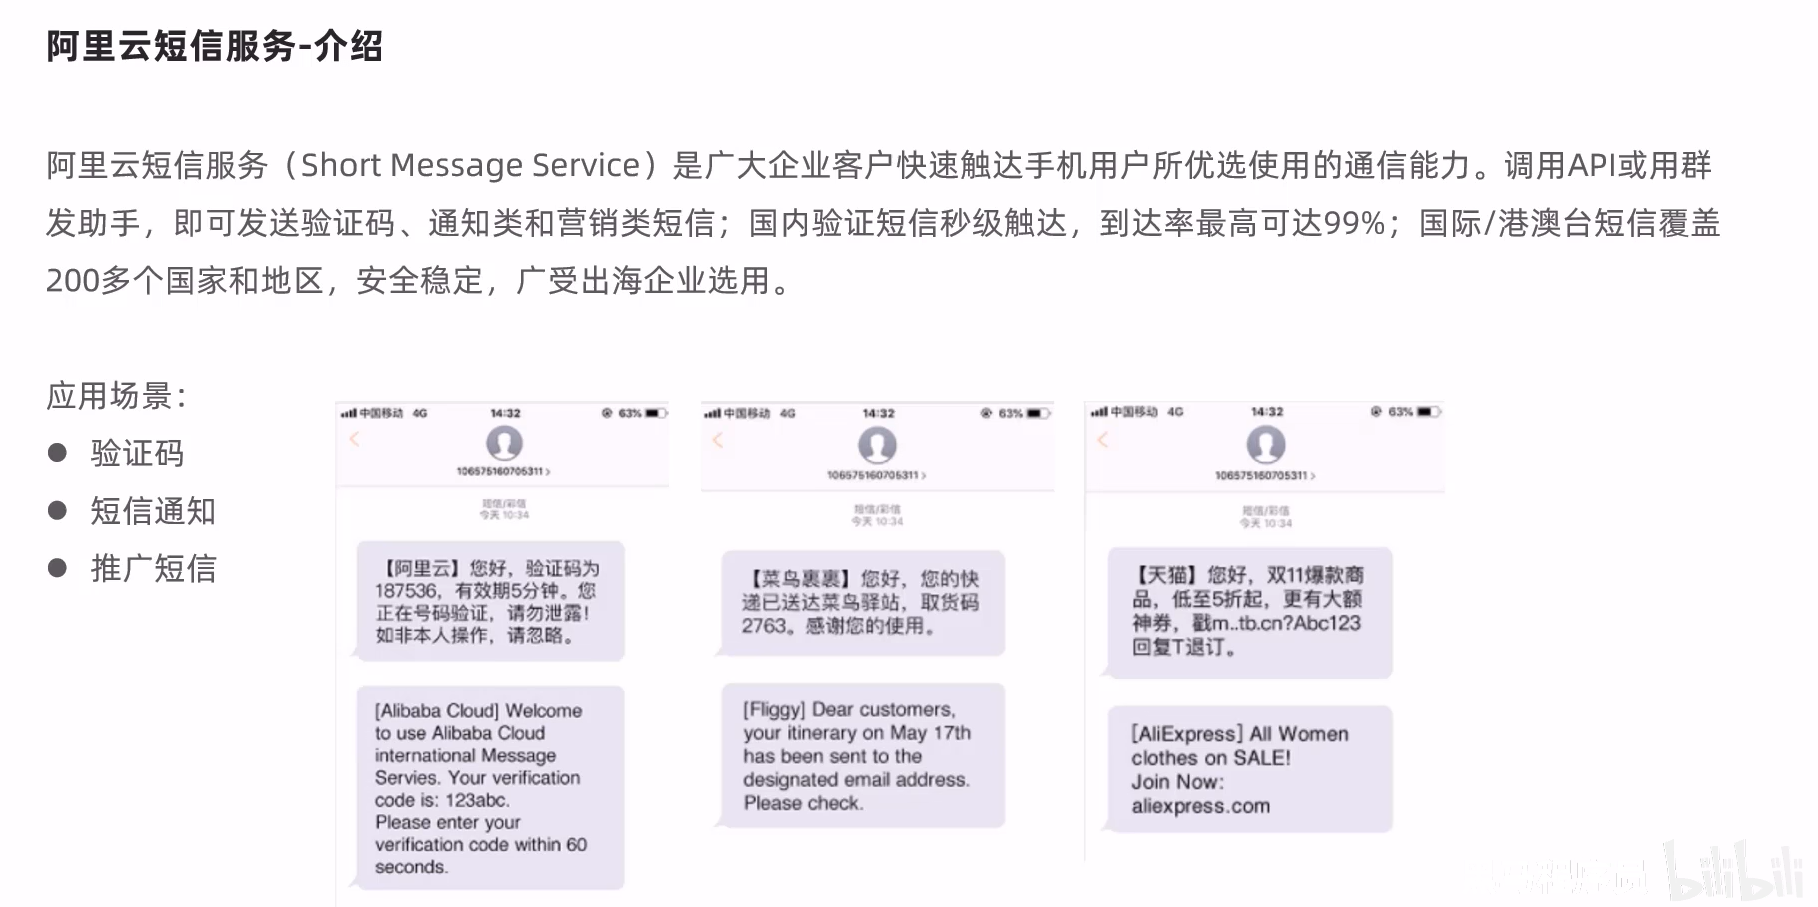 阿里云短信服务-介绍
阿里云短信服务（Short Message Service）是广大企业客户快速触达手机用户所优选使用的通信能力。调用API或用群
发助手，即可发送验证码、通知类和营销类短信；国内验证短信秒级触达，到达率最高可达99%；国际/港澳台短信覆盖
200多个国家和地区，安全稳定，广受出海企业选用。
应用场景：
● 验证码
● 短信通知
● 推广短信
中国移动 4G 14:32 63%
106575160705311 >
短信/彩信
今天 10:34
【阿里云】您好，验证码为
187536，有效期5分钟。您
正在号码验证，请勿泄露！
如非本人操作，请忽略。
[Alibaba Cloud] Welcome
to use Alibaba Cloud
international Message
Servies. Your verification
code is: 123abc.
Please enter your
verification code within 60
seconds.
中国移动 4G 14:32 63%
106575160705311 >
短信/彩信
今天 10:34
【菜鸟裹裹】您好，您的快
递已送达菜鸟驿站，取货码
2763。感谢您的使用。
[Fliggy] Dear customers,
your itinerary on May 17th
has been sent to the
designated email address.
Please check.
中国移动 4G 14:32 63%
106575160705311 >
短信/彩信
今天 10:34
【天猫】您好，双11爆款商
品，低至5折起，更有大额
神券，戳m..tb.cn?Abc123
回复T退订。
[AliExpress] All Women
clothes on SALE!
Join Now:
aliexpress.com
bilibili